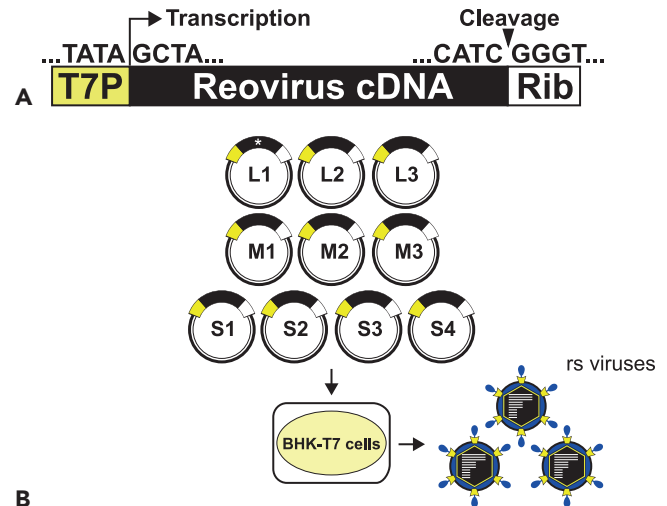 Transcription Cleavage
...TATA GCTA... ...CATC GGGT...
A T7P Reovirus cDNA Rib
*
L1 L2 L3
M1 M2 M3
S1 S2 S3 S4
rs viruses
BHK-T7 cells
B